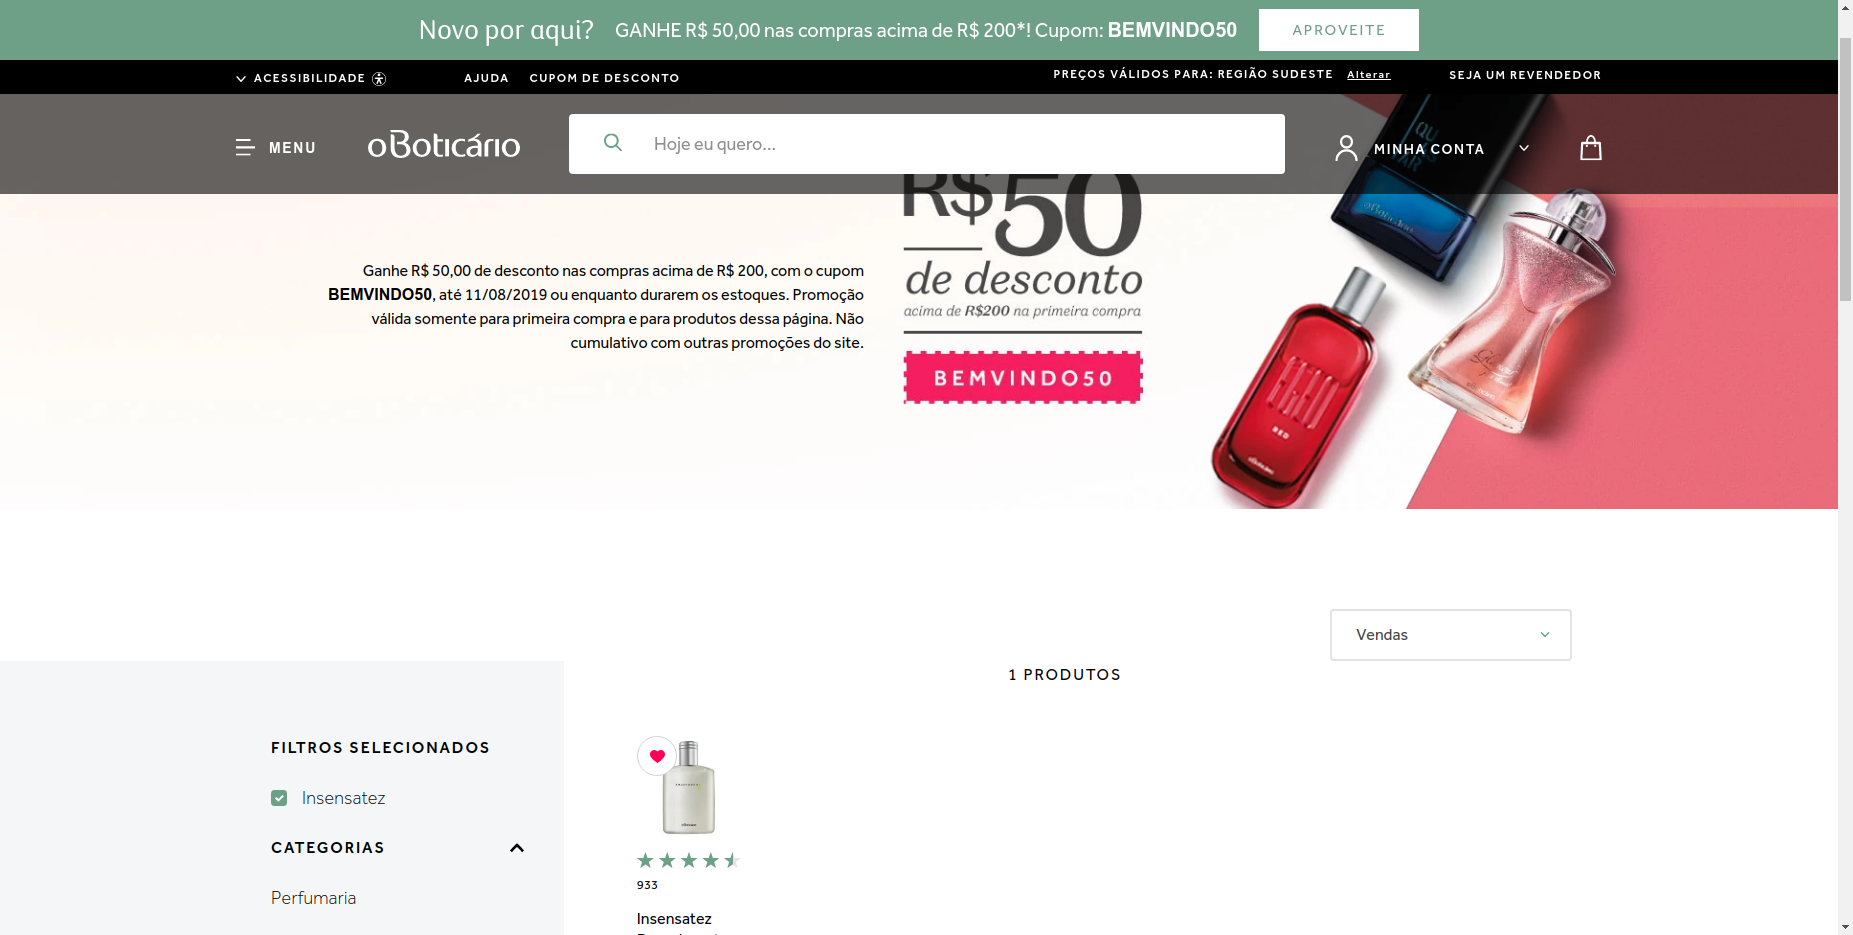 Novo por aqui? GANHE R$ 50,00 nas compras acima de R$ 200*! Cupom: BEMVINDO50 APROVEITE
ACESSIBILIDADE AJUDA CUPOM DE DESCONTO PREÇOS VÁLIDOS PARA: REGIÃO SUDESTE Alterar SEJA UM REVENDEDOR
MENU oBoticário Hoje eu quero... MINHA CONTA
Ganhe R$ 50,00 de desconto nas compras acima de R$ 200, com o cupom
BEMVINDO50, até 11/08/2019 ou enquanto durarem os estoques. Promoção
válida somente para primeira compra e para produtos dessa página. Não
cumulativo com outras promoções do site.
R$50
de desconto
acima de R$200 na primeira compra
BEMVINDO50
RED
Vendas
1 PRODUTOS
FILTROS SELECIONADOS
Insensatez
CATEGORIAS
Perfumaria
933
Insensatez